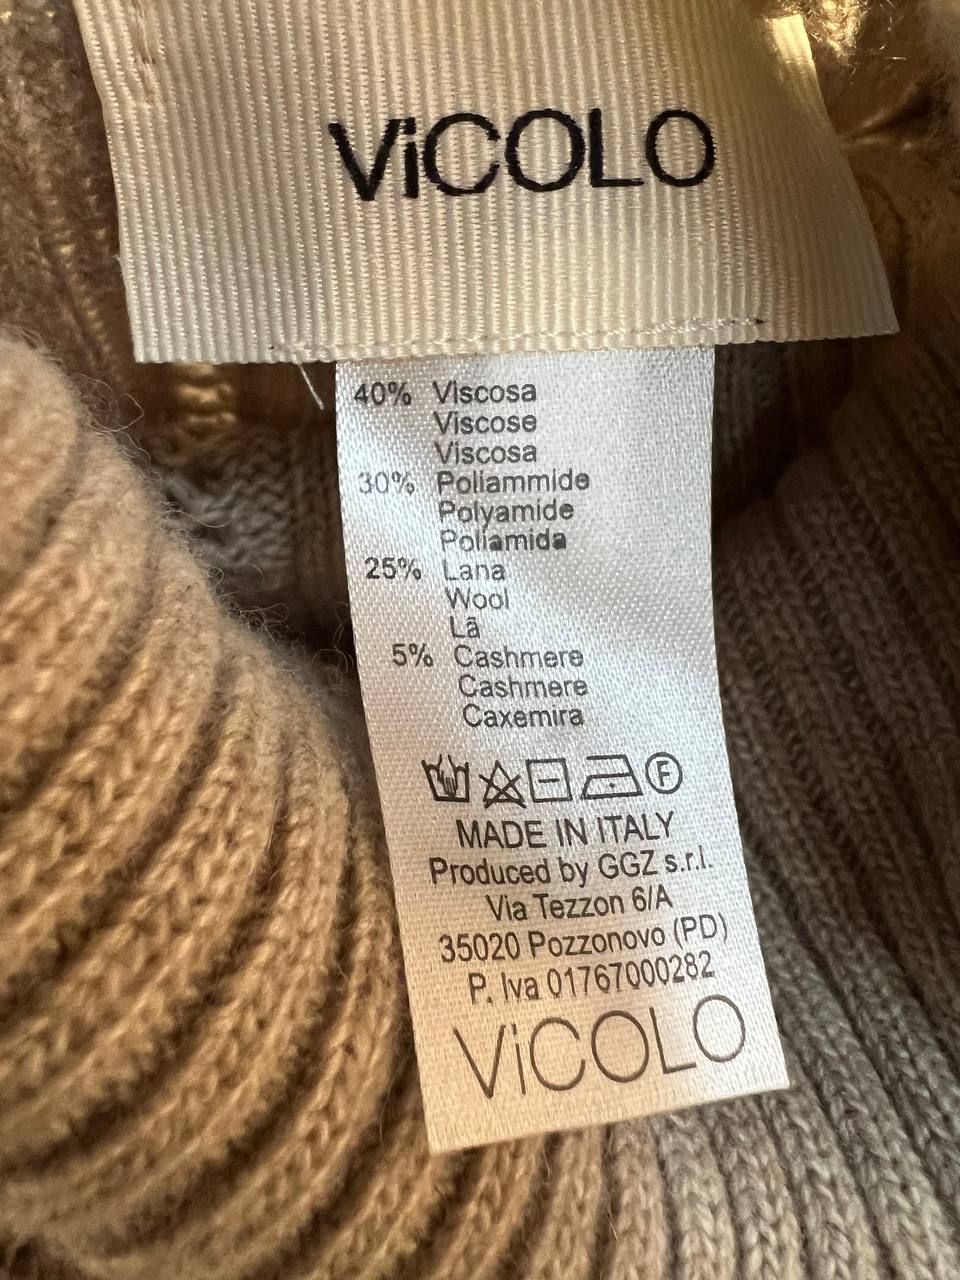 ViCOLO
40% Viscosa
Viscose
Viscosa
30% Poliammide
Polyamide
Poliamida
25% Lana
Wool
Lã
5% Cashmere
Cashmere
Caxemira
F
MADE IN ITALY
Produced by GGZ s.r.l.
Via Tezzon 6/A
35020 Pozzonovo (PD)
P. Iva 01767000282
ViCOLO